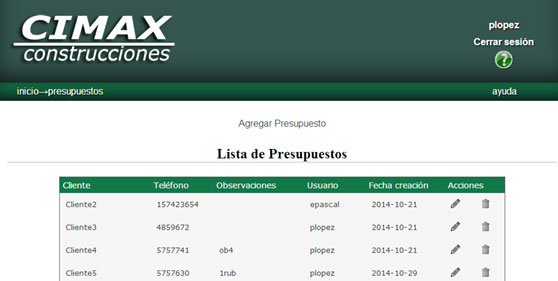 CIMAX
construcciones
plopez
Cerrar sesión
?
inicio→presupuestos
ayuda
Agregar Presupuesto
Lista de Presupuestos
Cliente Teléfono Observaciones Usuario Fecha creación Acciones
Cliente2 157423654 epascal 2014-10-21
Cliente3 4859672 plopez 2014-10-21
Cliente4 5757741 ob4 plopez 2014-10-21
Cliente5 5757630 1rub plopez 2014-10-29